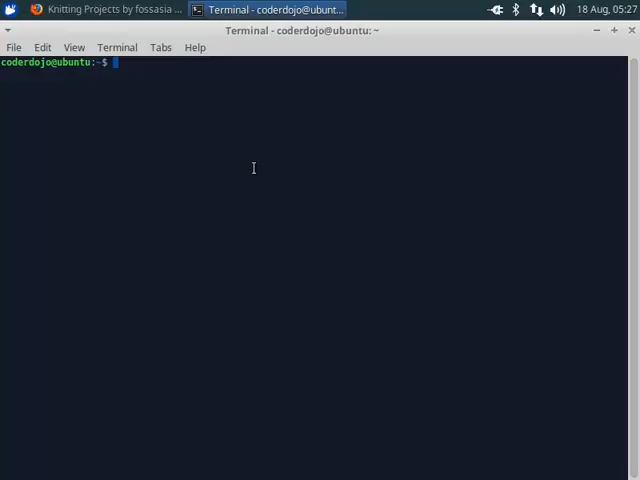 Knitting Projects by fossasia ... Terminal - coderdojo@ubunt... 18 Aug, 05:27
Terminal - coderdojo@ubuntu: ~
File Edit View Terminal Tabs Help
coderdojo@ubuntu:~$